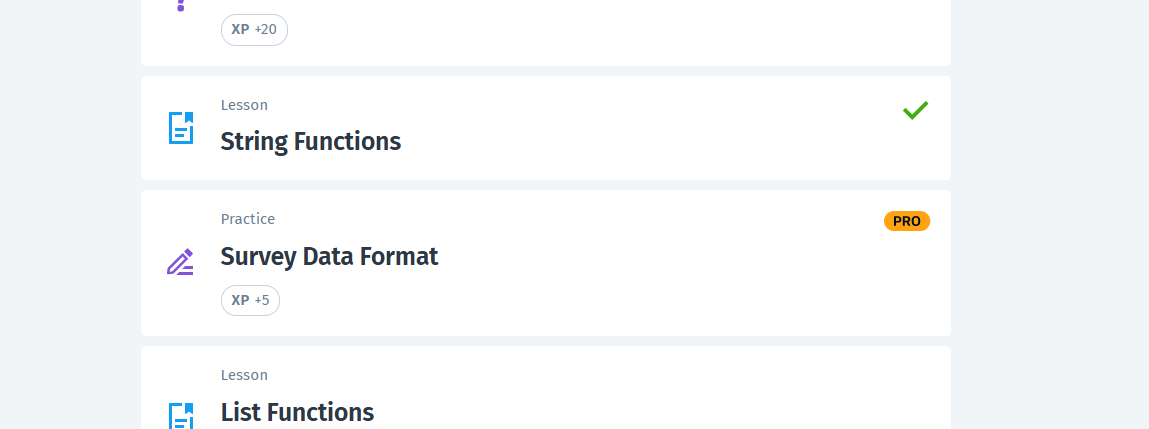 XP +20
Lesson
String Functions
Practice
PRO
Survey Data Format
XP +5
Lesson
List Functions